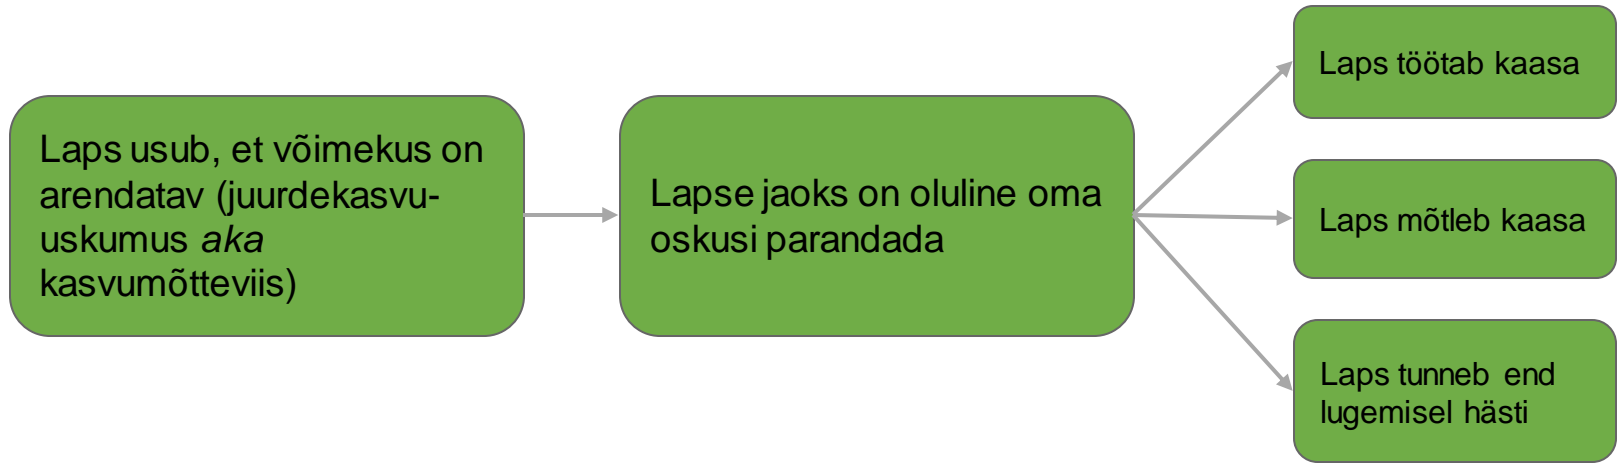 Laps usub, et võimekus on
arendatav (juurdekasvu-
uskumus aka
kasvumõtteviis)
Lapse jaoks on oluline oma
oskusi parandada
Laps töötab kaasa
Laps mõtleb kaasa
Laps tunneb end
lugemisel hästi